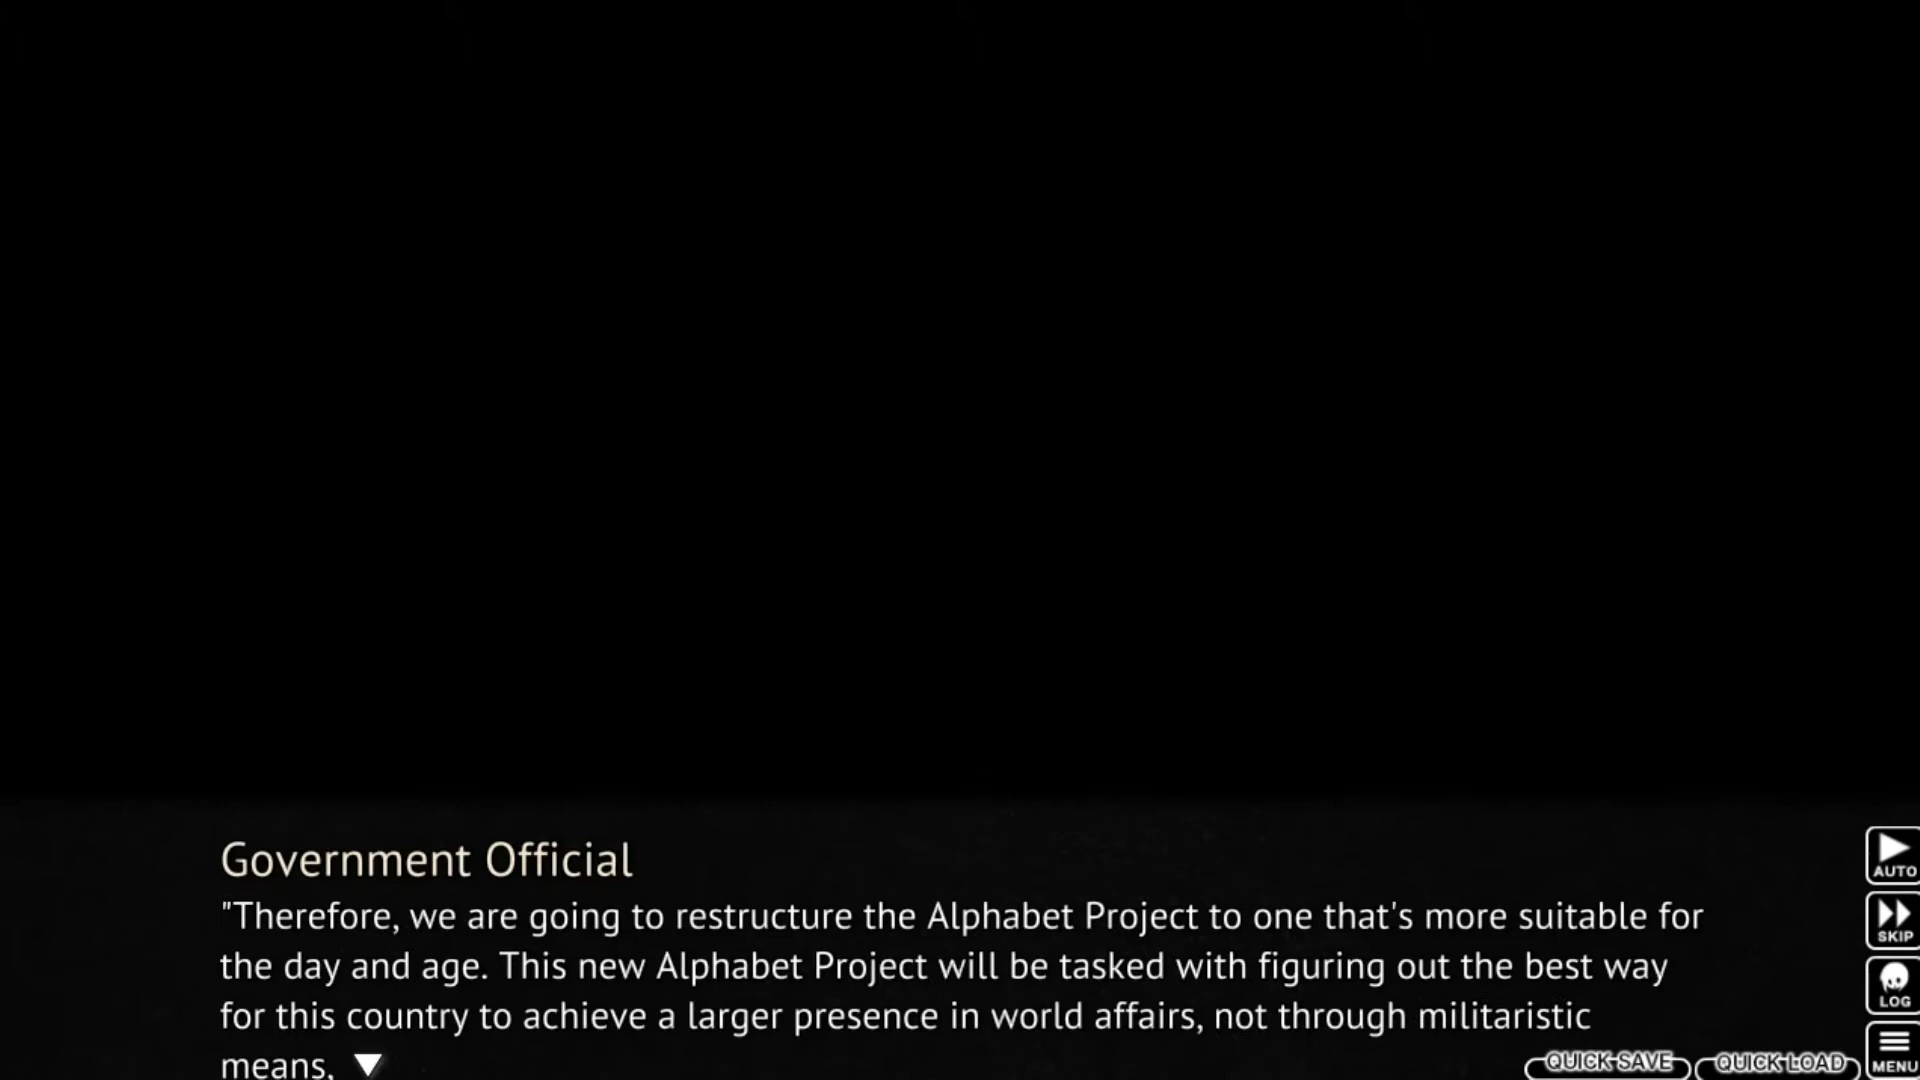 Government Official
"Therefore, we are going to restructure the Alphabet Project to one that's more suitable for
the day and age. This new Alphabet Project will be tasked with figuring out the best way
for this country to achieve a larger presence in world affairs, not through militaristic
means,
AUTO
SKIP
LOG
MENU
QUICK SAVE QUICK LOAD